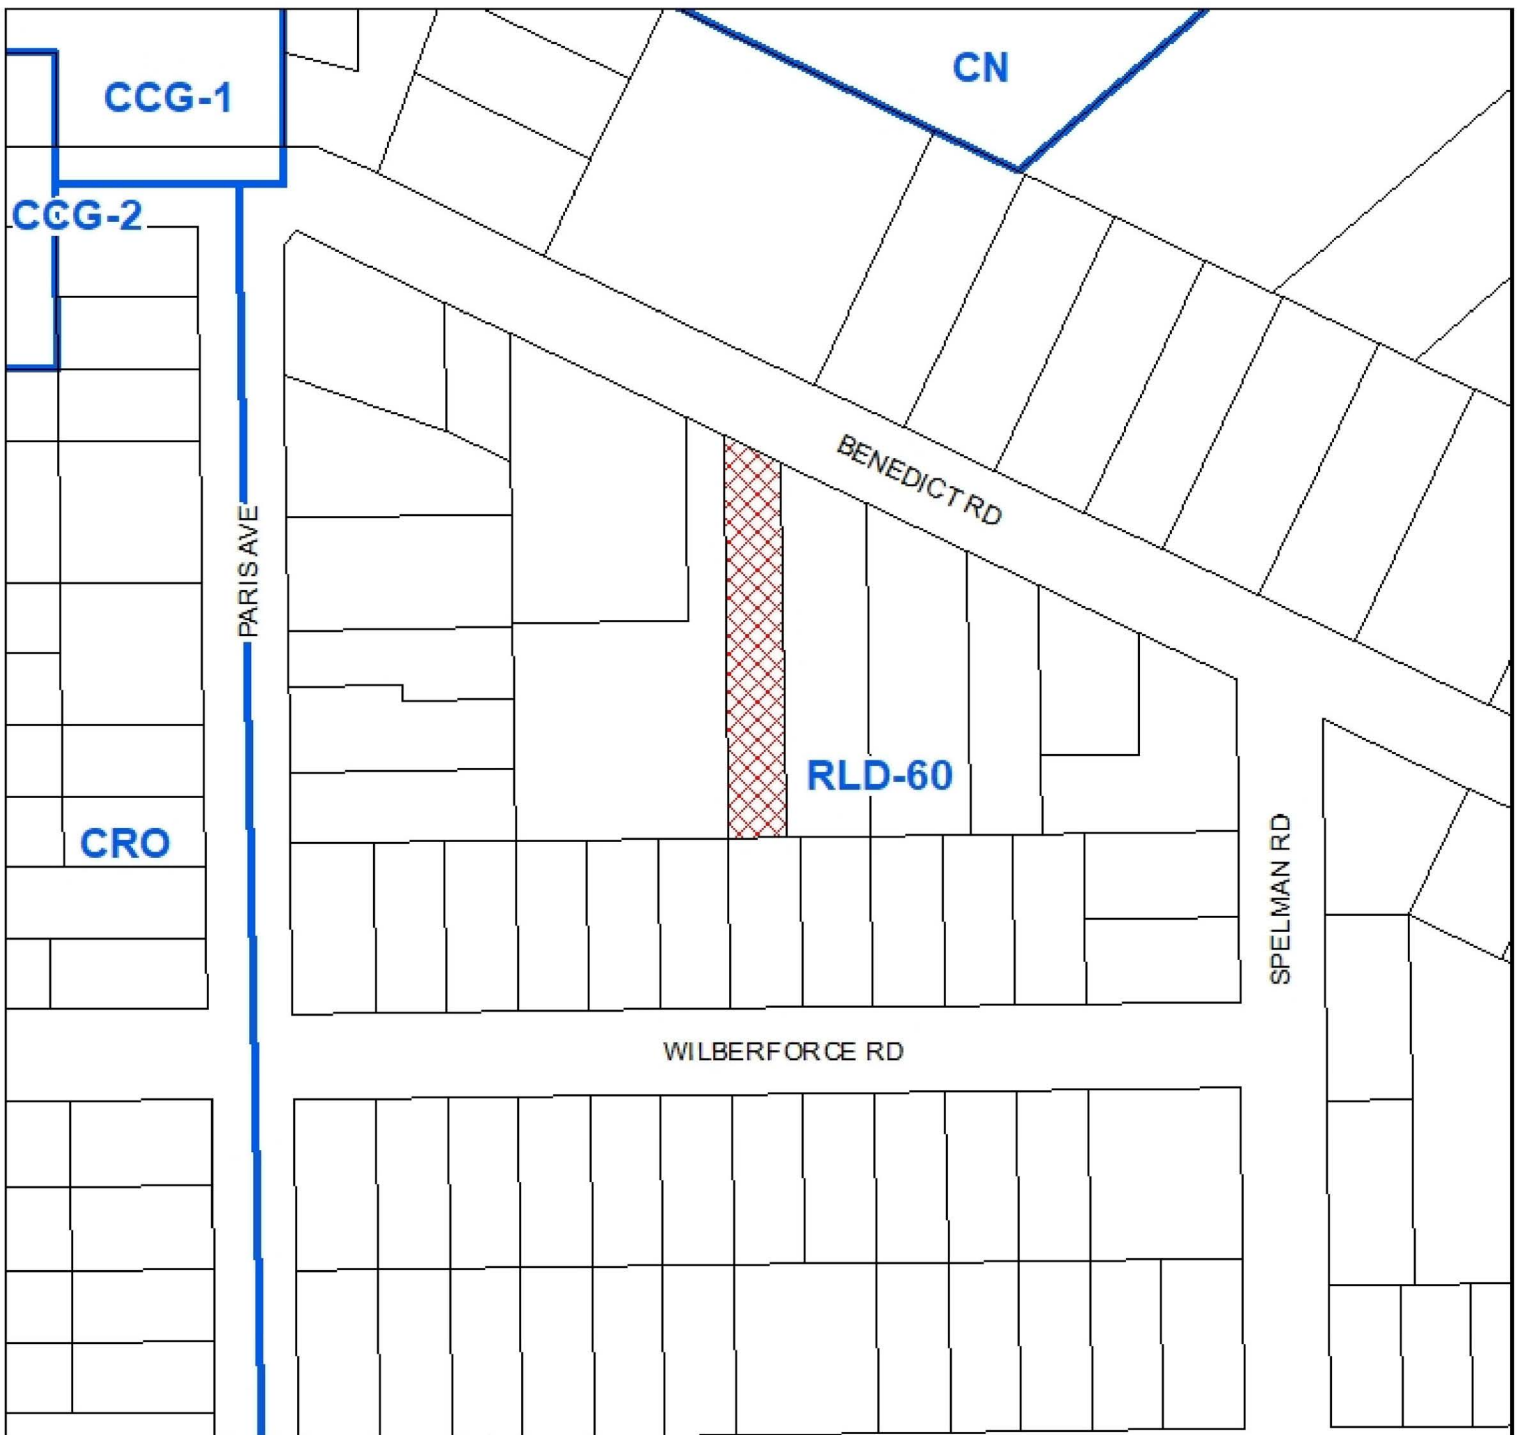 CN
CCG-1
CCG-2
BENEDICT RD
PARIS AVE
RLD-60
CRO
SPELMAN RD
WILBERFORCE RD